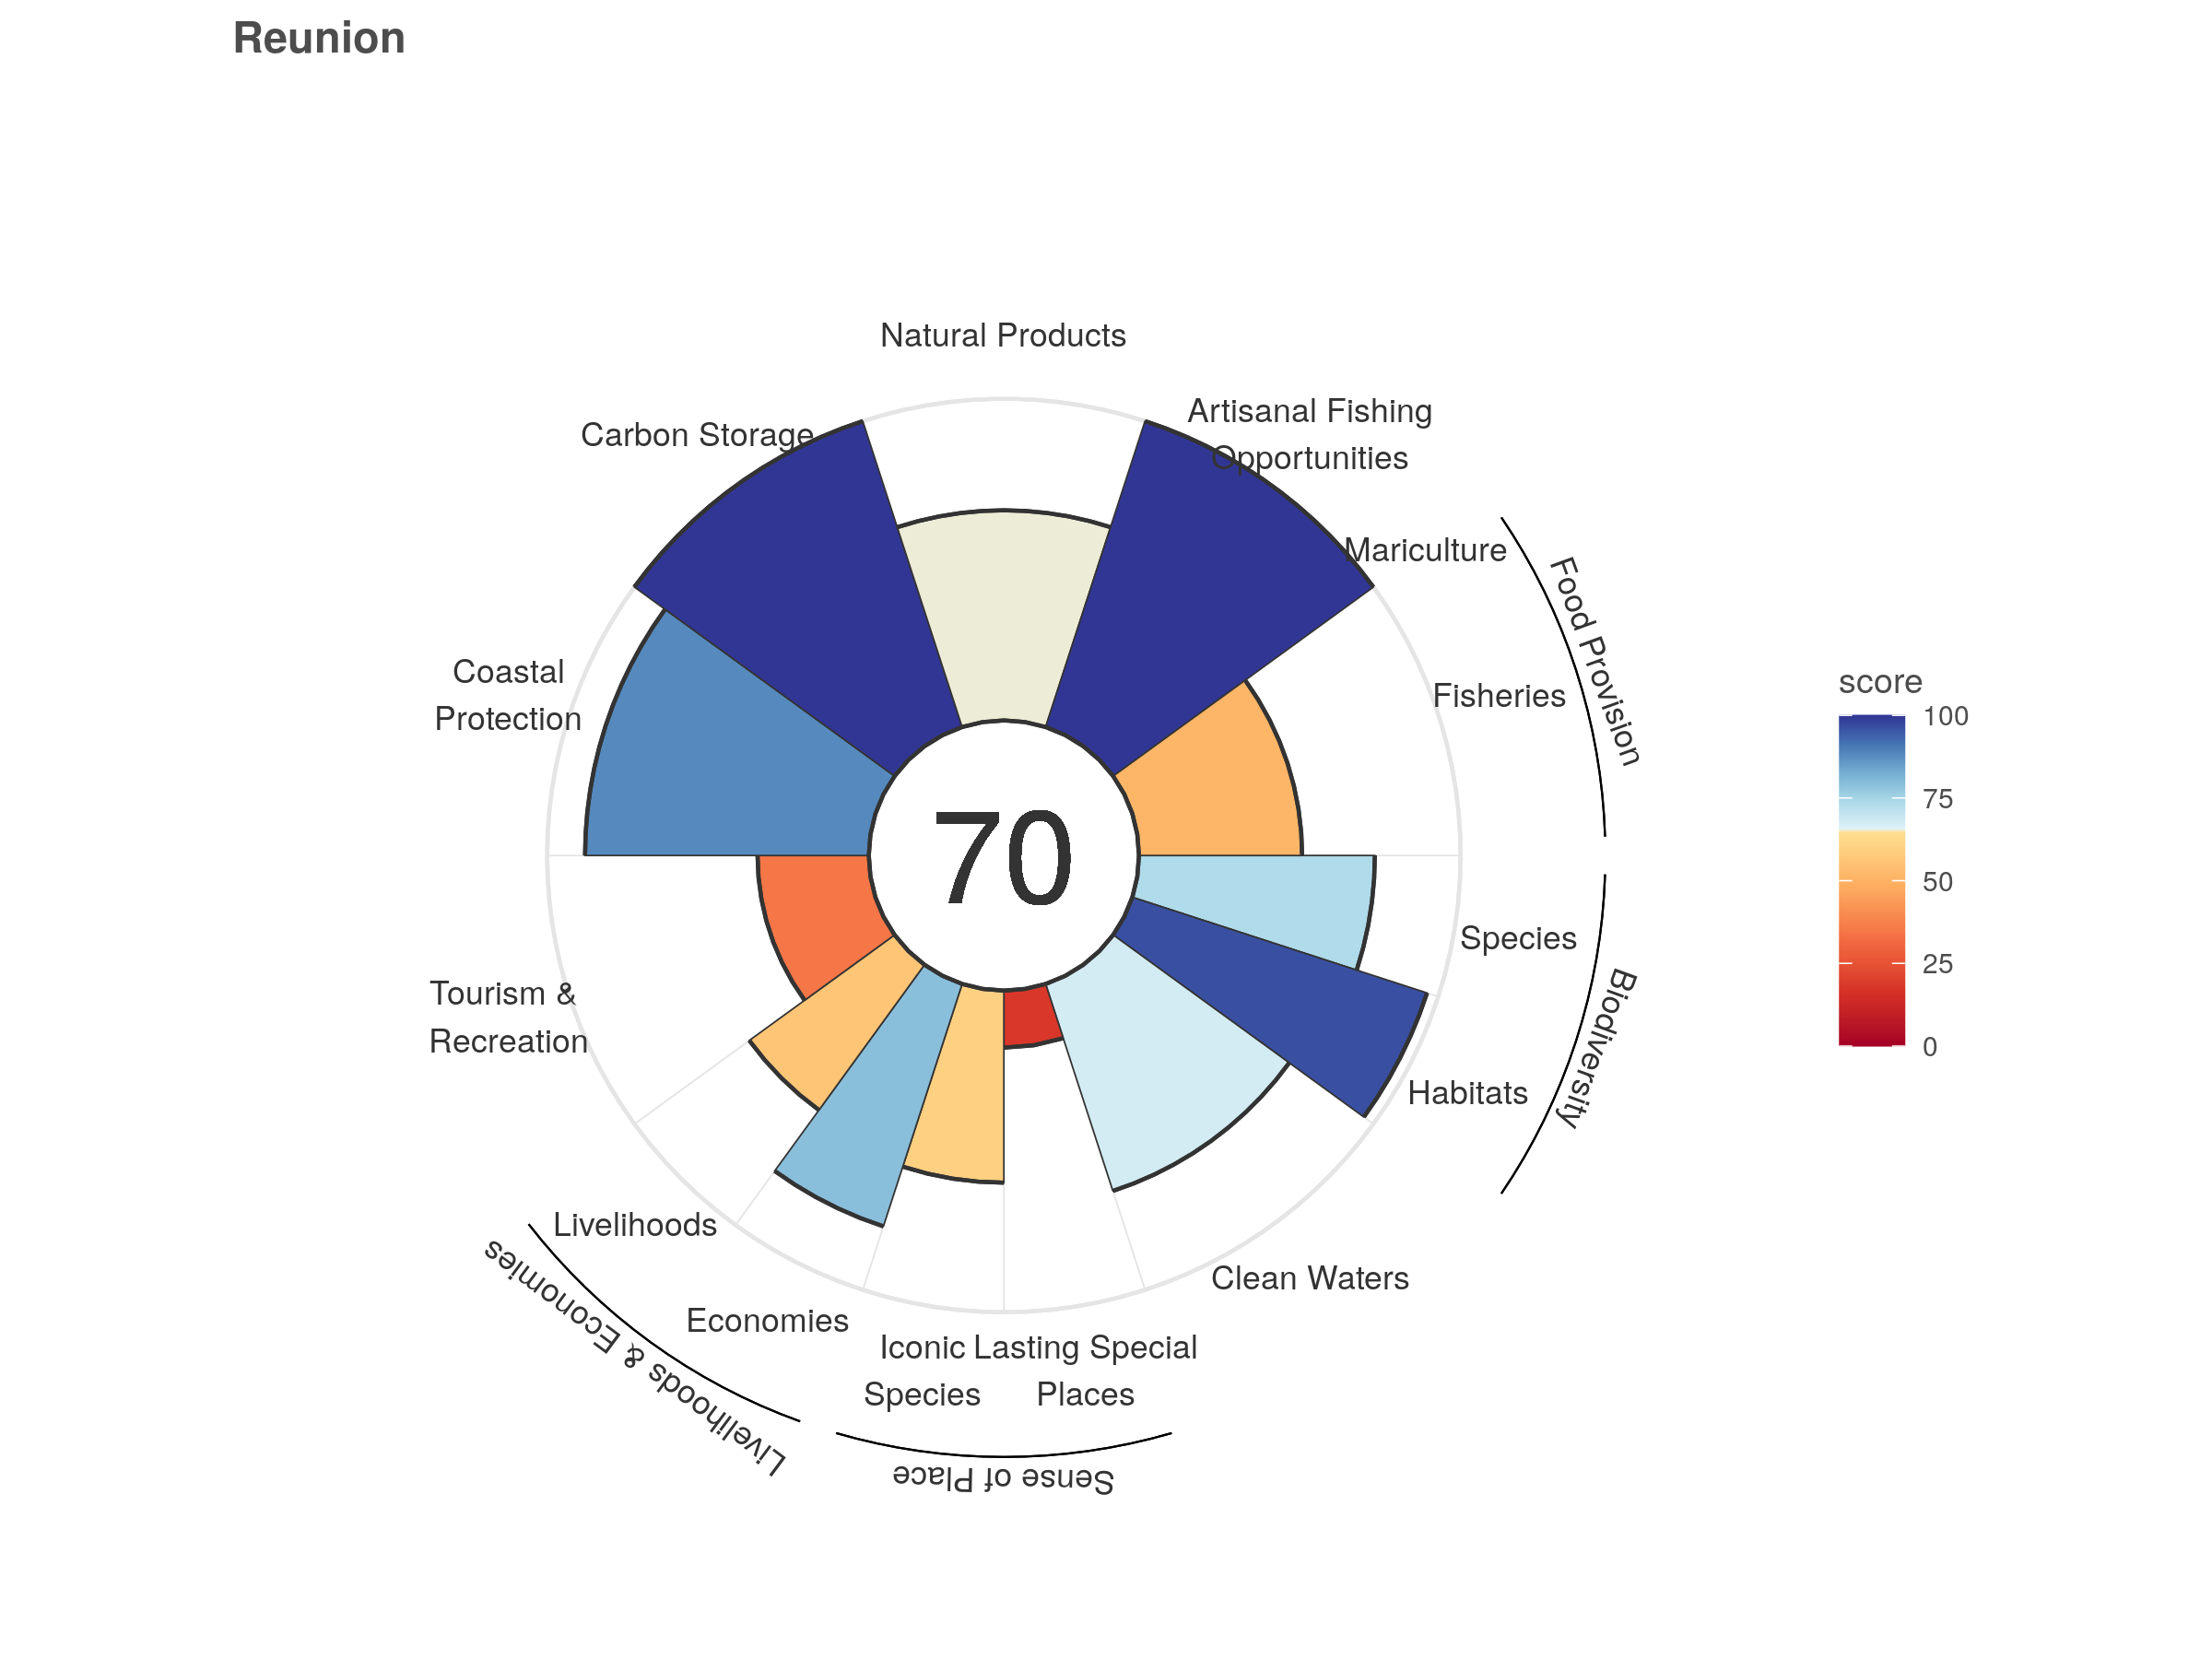 Reunion
Natural Products
Artisanal Fishing
Opportunities
Carbon Storage
Mariculture
Food Provision
Fisheries
Coastal
Protection
score
100
75
50
25
0
70
Species
Biodiversity
Habitats
Tourism &
Recreation
Livelihoods
Clean Waters
Economies
Livelihoods & Economies
Iconic
Species
Lasting Special
Places
Sense of Place